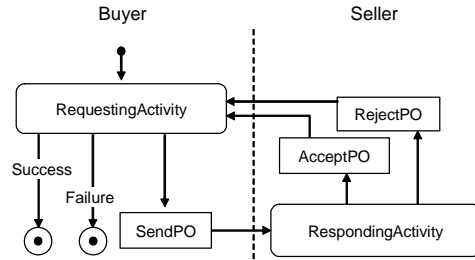 Buyer
Seller
RequestingActivity
RejectPO
AcceptPO
Success
Failure
SendPO
RespondingActivity